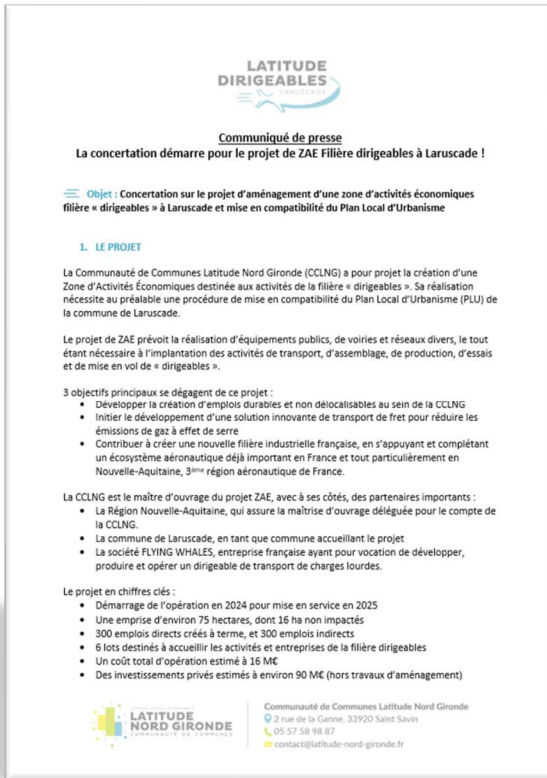 LATITUDE
DIRIGEABLES
LARUSCADE
Communiqué de presse
La concertation démarre pour le projet de ZAE Filière dirigeables à Laruscade !
Objet : Concertation sur le projet d'aménagement d'une zone d'activités économiques
filière « dirigeables » à Laruscade et mise en compatibilité du Plan Local d'Urbanisme
1. LE PROJET
La Communauté de Communes Latitude Nord Gironde (CCLNG) a pour projet la création d'une
Zone d'Activités Économiques destinée aux activités de la filière « dirigeables ». Sa réalisation
nécessite au préalable une procédure de mise en compatibilité du Plan Local d'Urbanisme (PLU) de
la commune de Laruscade.
Le projet de ZAE prévoit la réalisation d'équipements publics, de voiries et réseaux divers, le tout
étant nécessaire à l'implantation des activités de transport, d'assemblage, de production, d'essais
et de mise en vol de « dirigeables ».
3 objectifs principaux se dégagent de ce projet :
• Développer la création d'emplois durables et non délocalisables au sein de la CCLNG
• Initier le développement d'une solution innovante de transport de fret pour réduire les
émissions de gaz à effet de serre
• Contribuer à créer une nouvelle filière industrielle française, en s'appuyant et complétant
un écosystème aéronautique déjà important en France et tout particulièrement en
Nouvelle-Aquitaine, 3ème région aéronautique de France.
La CCLNG est le maître d'ouvrage du projet ZAE, avec à ses côtés, des partenaires importants :
• La Région Nouvelle-Aquitaine, qui assure la maîtrise d'ouvrage déléguée pour le compte de
la CCLNG.
• La commune de Laruscade, en tant que commune accueillant le projet
• La société FLYING WHALES, entreprise française ayant pour vocation de développer,
produire et opérer un dirigeable de transport de charges lourdes.
Le projet en chiffres clés :
• Démarrage de l'opération en 2024 pour mise en service en 2025
• Une emprise d'environ 75 hectares, dont 16 ha non impactés
• 300 emplois directs créés à terme, et 300 emplois indirects
• 6 lots destinés à accueillir les activités et entreprises de la filière dirigeables
• Un coût total d'opération estimé à 16 M€
• Des investissements privés estimés à environ 90 M€ (hors travaux d'aménagement)
LATITUDE
NORD GIRONDE
COMMUNAUTÉ DE COMMUNES
Communauté de Communes Latitude Nord Gironde
2 rue de la Ganne, 33920 Saint Savin
05 57 58 98 87
contact@latitude-nord-gironde.fr